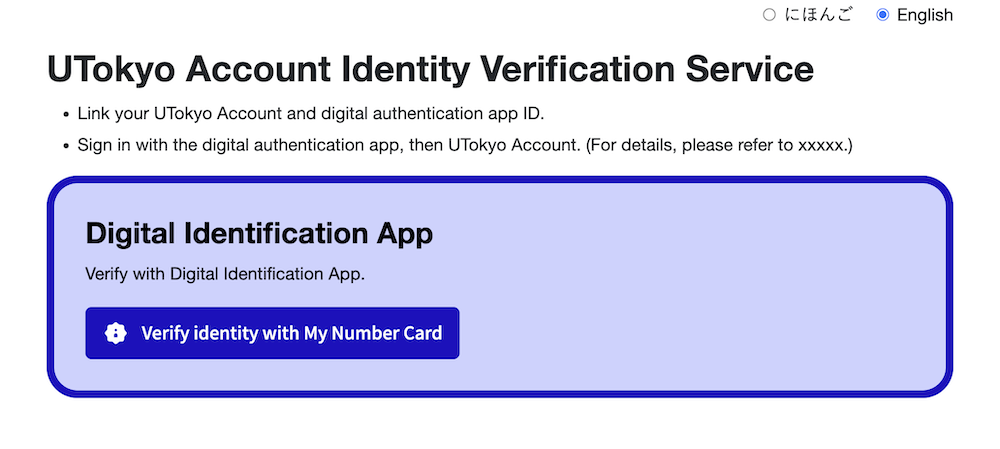 にほんご English
UTokyo Account Identity Verification Service
Link your UTokyo Account and digital authentication app ID.
Sign in with the digital authentication app, then UTokyo Account. (For details, please refer to xxxxx.)
Digital Identification App
Verify with Digital Identification App.
Verify identity with My Number Card